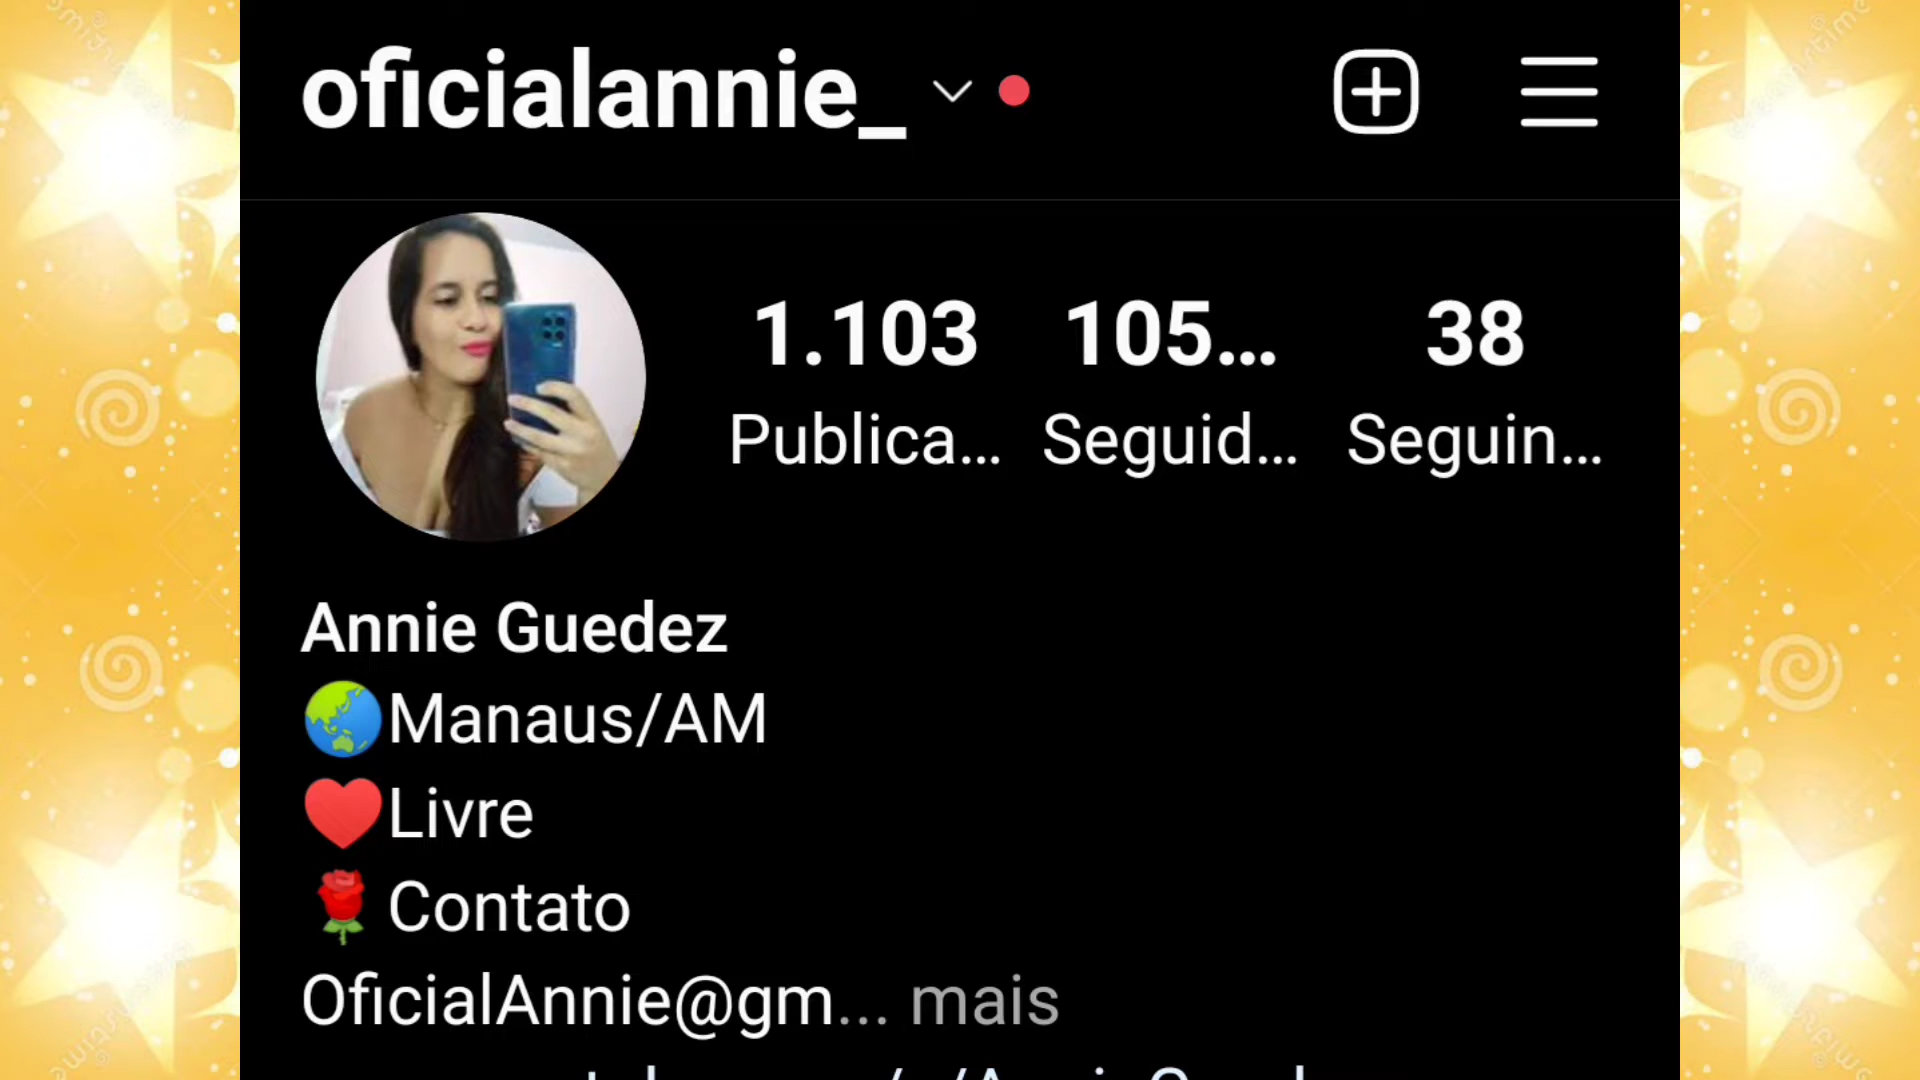 oficialannie_
1.103 105... 38
Publica... Seguid... Seguin...
Annie Guedez
Manaus/AM
Livre
Contato
OficialAnnie@gm... mais